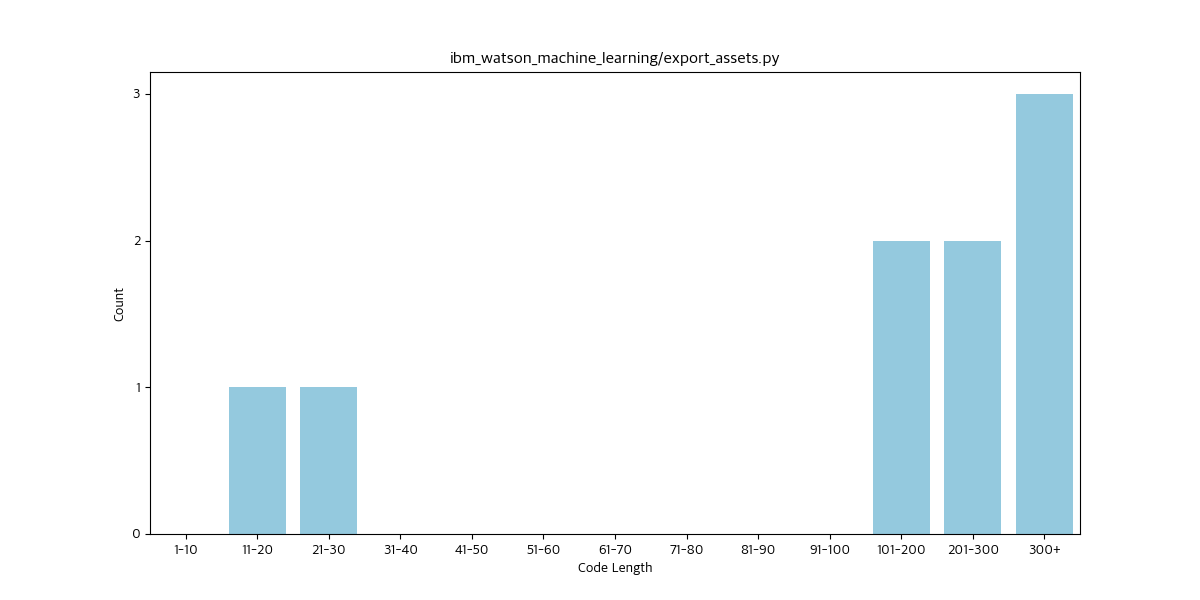 ibm_watson_machine_learning/export_assets.py
3
2
1
0
Count
1-10 11-20 21-30 31-40 41-50 51-60 61-70 71-80 81-90 91-100 101-200 201-300 300+
Code Length